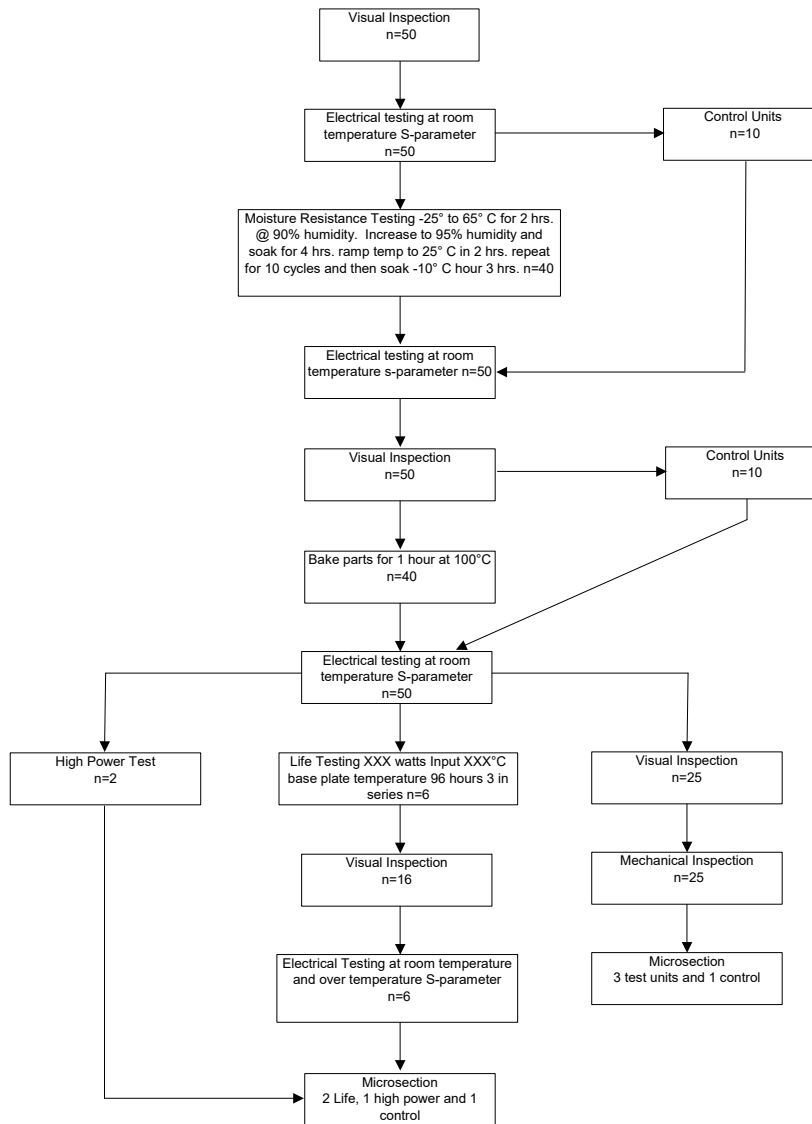 Visual Inspection
n=50
Electrical testing at room
temperature S-parameter
n=50
Control Units
n=10
Moisture Resistance Testing -25° to 65° C for 2 hrs.
@ 90% humidity. Increase to 95% humidity and
soak for 4 hrs. ramp temp to 25° C in 2 hrs. repeat
for 10 cycles and then soak -10° C hour 3 hrs. n=40
Electrical testing at room
temperature s-parameter n=50
Visual Inspection
n=50
Control Units
n=10
Bake parts for 1 hour at 100°C
n=40
Electrical testing at room
temperature S-parameter
n=50
High Power Test
n=2
Life Testing XXX watts Input XXX°C
base plate temperature 96 hours 3 in
series n=6
Visual Inspection
n=25
Visual Inspection
n=16
Mechanical Inspection
n=25
Electrical Testing at room temperature
and over temperature S-parameter
n=6
Microsection
3 test units and 1 control
Microsection
2 Life, 1 high power and 1
control